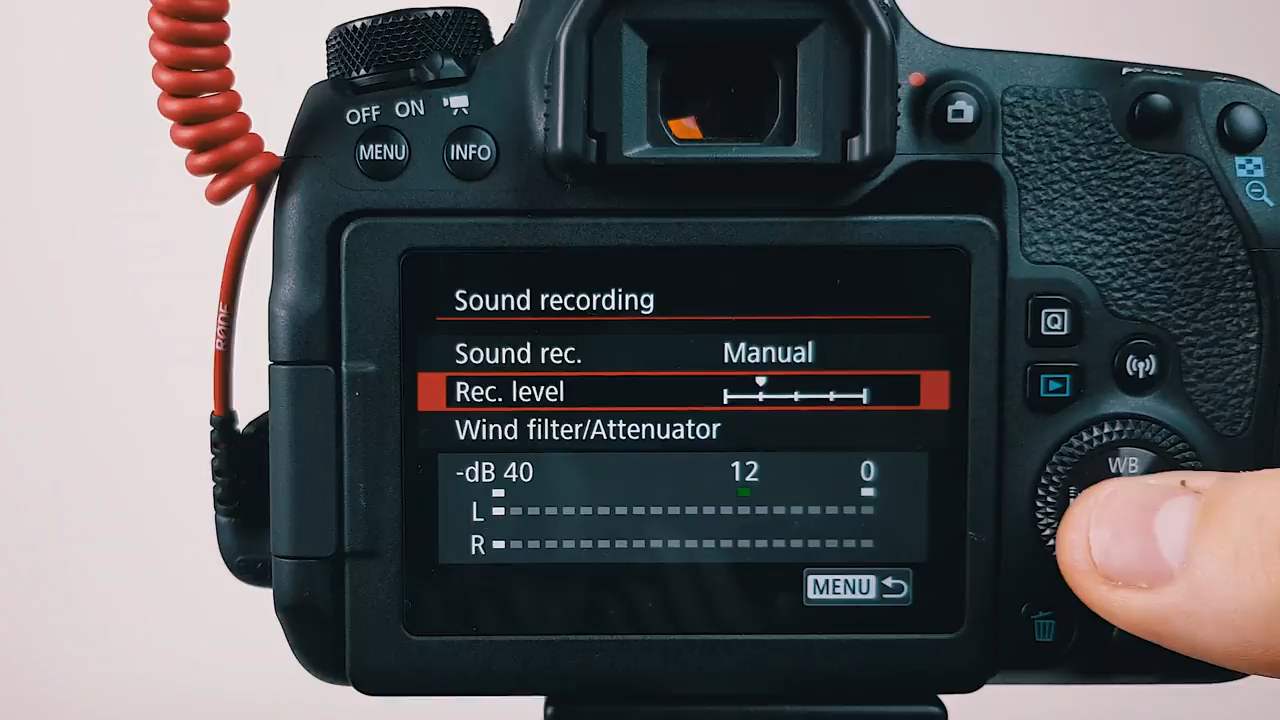 OFF ON
MENU INFO
RØDE
Sound recording
Sound rec. Manual
Rec. level
Wind filter/Attenuator
-dB 40 12 0
L
R
MENU
Q
WB